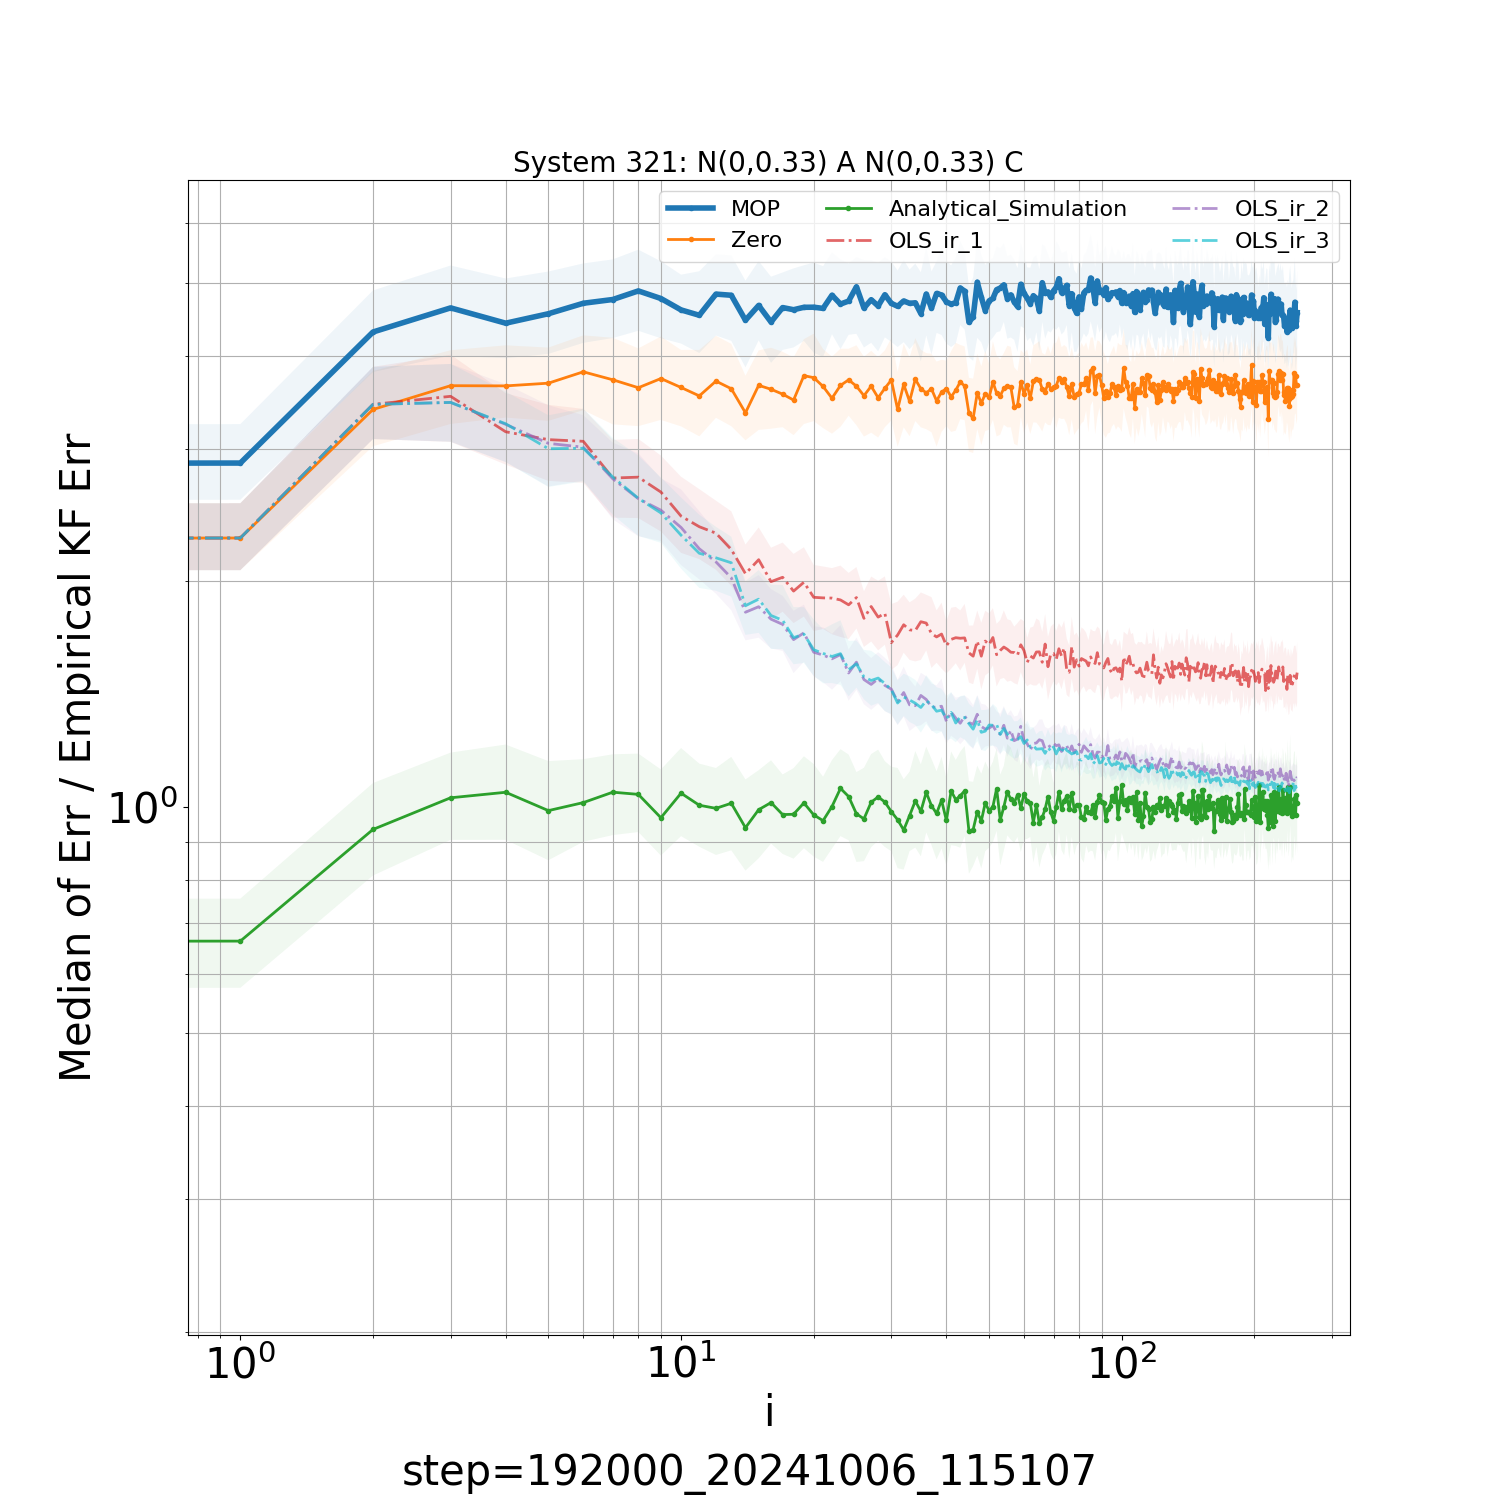 System 321: N(0,0.33) A N(0,0.33) C
MOP
Zero
Analytical_Simulation
OLS_ir_1
OLS_ir_2
OLS_ir_3
Median of Err / Empirical KF Err
10⁰
10⁰
10¹
10²
i
step=192000_20241006_115107